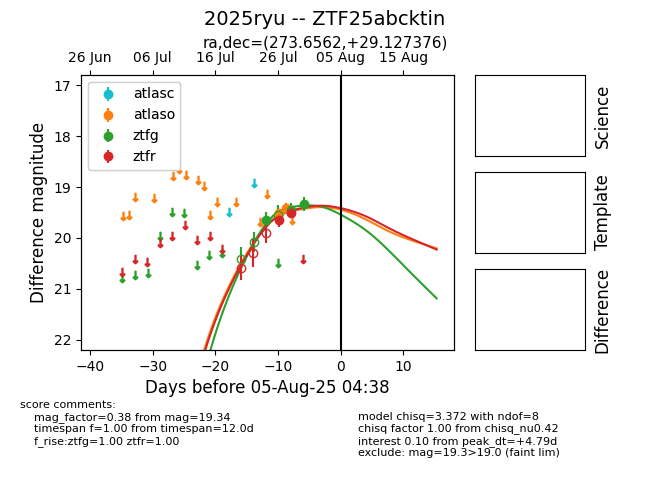 2025ryu -- ZTF25abcktin
ra,dec=(273.6562,+29.127376)
26 Jun 06 Jul 16 Jul 26 Jul 05 Aug 15 Aug
atlasc
atlaso
ztfg
ztfr
17
18
19
20
21
22
Difference magnitude
−40 −30 −20 −10 0 10
Days before 05-Aug-25 04:38
Science
Template
Difference
score comments:
mag_factor=0.38 from mag=19.34
timespan f=1.00 from timespan=12.0d
f_rise:ztfg=1.00 ztfr=1.00
model chisq=3.372 with ndof=8
chisq factor 1.00 from chisq_nu0.42
interest 0.10 from peak_dt=+4.79d
exclude: mag=19.3>19.0 (faint lim)